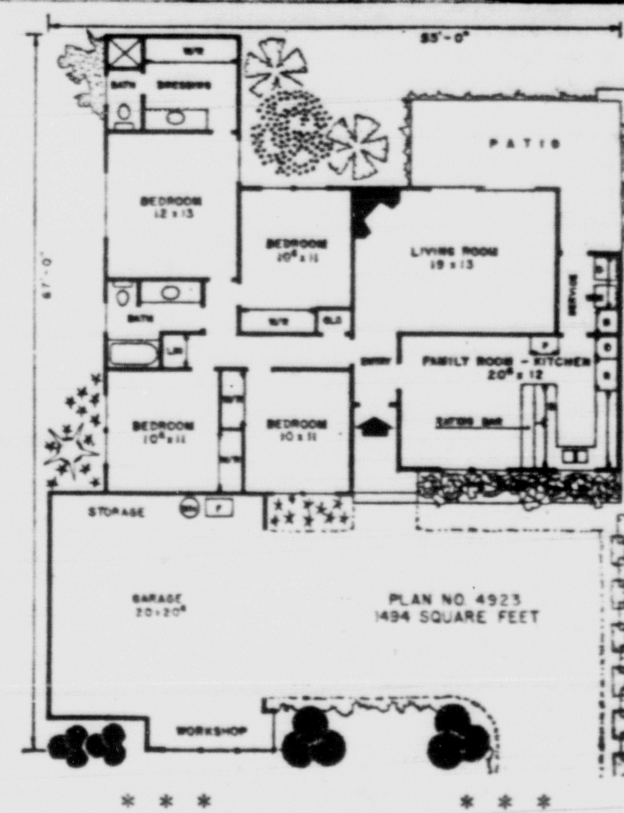 55'-0"
W/R
BATH
DRESSING
PATIO
BEDROOM
12 x 13
BEDROOM
10⁶ x 11
LIVING ROOM
19 x 13
67'-0"
SERVICE
D
BATH
W/R
CLO
LIN
ENTRY
P
FAMILY ROOM - KITCHEN
20⁶ x 12
O
R
BEDROOM
10⁶ x 11
W/R
W/R
BEDROOM
10 x 11
EATING BAR
STORAGE
F
GARAGE
20 x 20⁶
PLAN NO. 4923
1494 SQUARE FEET
WORKSHOP
* * *
* * *